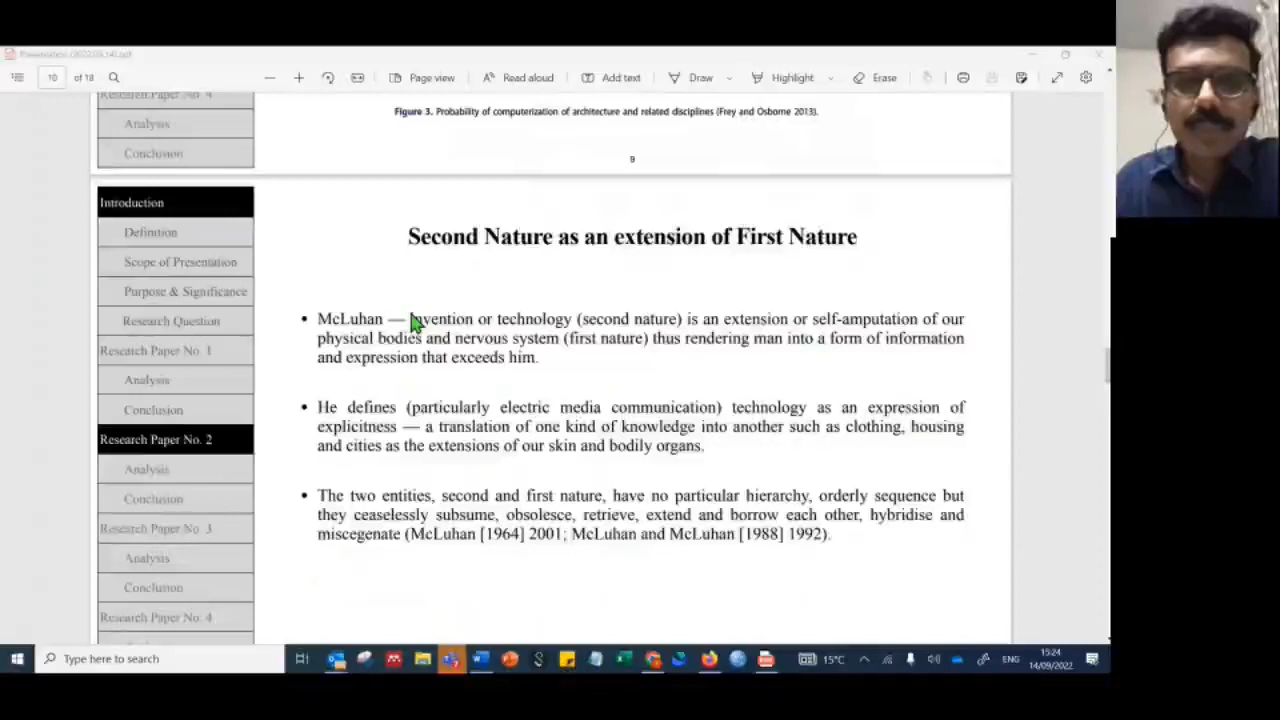 Presentation (2022.09.14).pdf
10 of 18 Page view Read aloud Add text Draw Highlight Erase
Research Paper No. 4
Analysis
Conclusion
Figure 3. Probability of computerization of architecture and related disciplines (Frey and Osborne 2013).
9
Introduction
Definition
Scope of Presentation
Purpose & Significance
Research Question
Research Paper No. 1
Analysis
Conclusion
Research Paper No. 2
Analysis
Conclusion
Research Paper No. 3
Analysis
Conclusion
Research Paper No. 4
Second Nature as an extension of First Nature
• McLuhan — Invention or technology (second nature) is an extension or self-amputation of our
physical bodies and nervous system (first nature) thus rendering man into a form of information
and expression that exceeds him.
• He defines (particularly electric media communication) technology as an expression of
explicitness — a translation of one kind of knowledge into another such as clothing, housing
and cities as the extensions of our skin and bodily organs.
• The two entities, second and first nature, have no particular hierarchy, orderly sequence but
they ceaselessly subsume, obsolesce, retrieve, extend and borrow each other, hybridise and
miscegenate (McLuhan [1964] 2001; McLuhan and McLuhan [1988] 1992).
Type here to search
15°C
ENG
15:24
14/09/2022